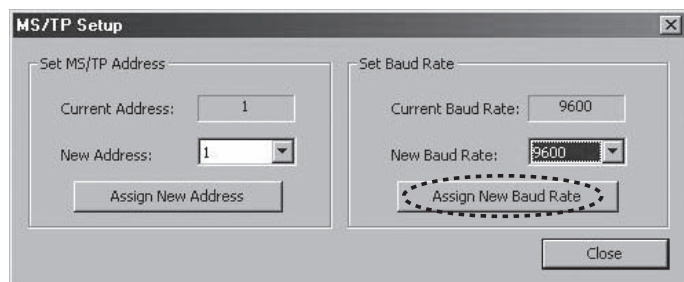 MS/TP Setup
Set MS/TP Address
Current Address: 1
New Address: 1
Assign New Address
Set Baud Rate
Current Baud Rate: 9600
New Baud Rate: 9600
Assign New Baud Rate
Close